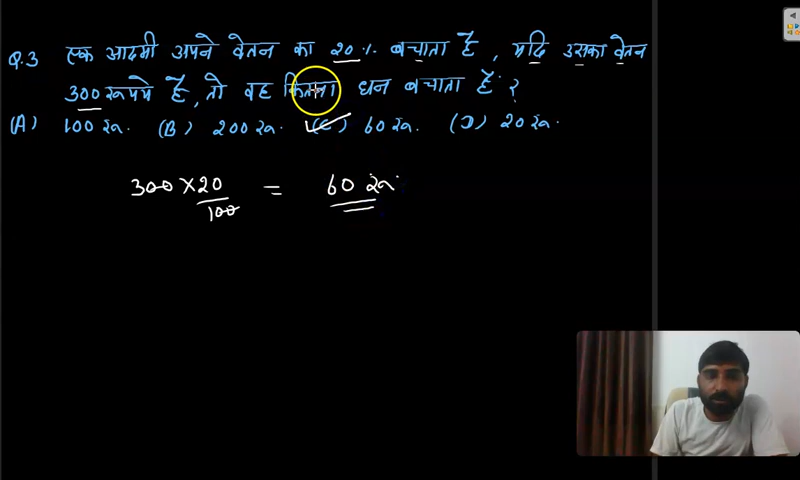 Q.3 एक आदमी अपने वेतन का 20 % बचाता है, यदि उसका वेतन
300 रूपये है, तो वह कितना धन बचाता है ?
(A) 100 रू. (B) 200 रू. (C) 60 रू. (D) 20 रू.
300 × 20/100 = 60 रू.